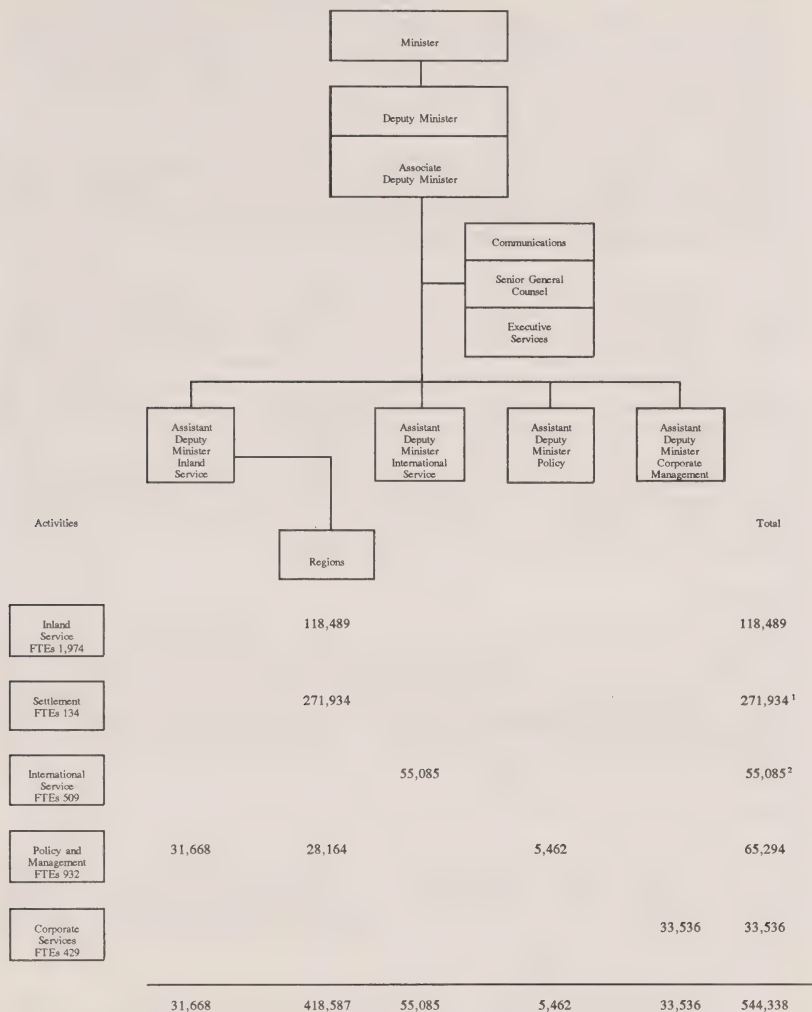 Minister
Deputy Minister
Associate
Deputy Minister
Communications
Senior General
Counsel
Executive
Services
Assistant
Deputy
Minister
Inland
Service
Assistant
Deputy
Minister
International
Service
Assistant
Deputy
Minister
Policy
Assistant
Deputy
Minister
Corporate
Management
Activities
Total
Regions
Inland
Service
FTEs 1,974
118,489
118,489
Settlement
FTEs 134
271,934
271,934 1
International
Service
FTEs 509
55,085
55,085 2
Policy and
Management
FTEs 932
31,668 28,164 5,462 65,294
Corporate
Services
FTEs 429
33,536 33,536
31,668 418,587 55,085 5,462 33,536 544,338